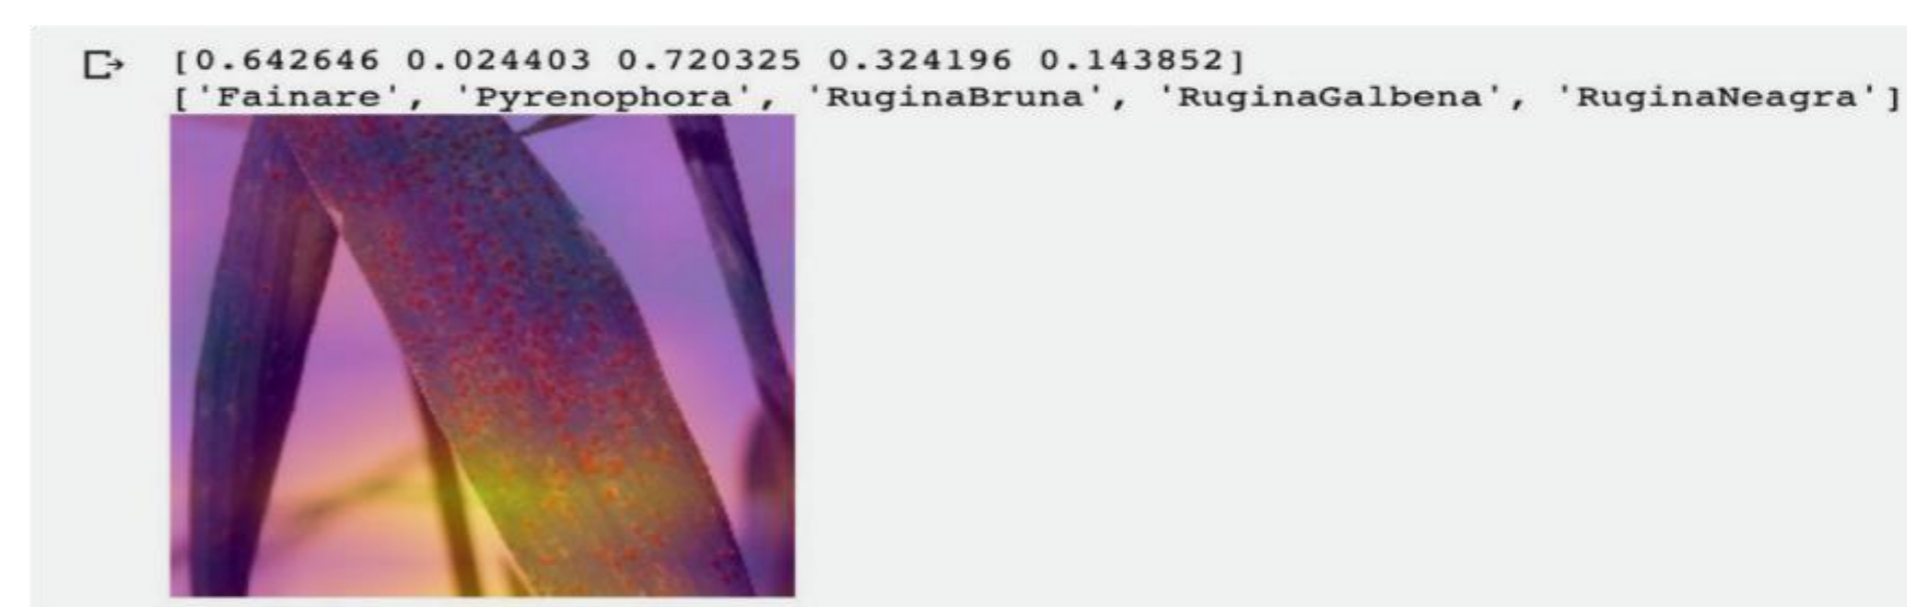 [0.642646 0.024403 0.720325 0.324196 0.143852]
['Fainare', 'Pyrenophora', 'RuginaBruna', 'RuginaGalbena', 'RuginaNeagra']